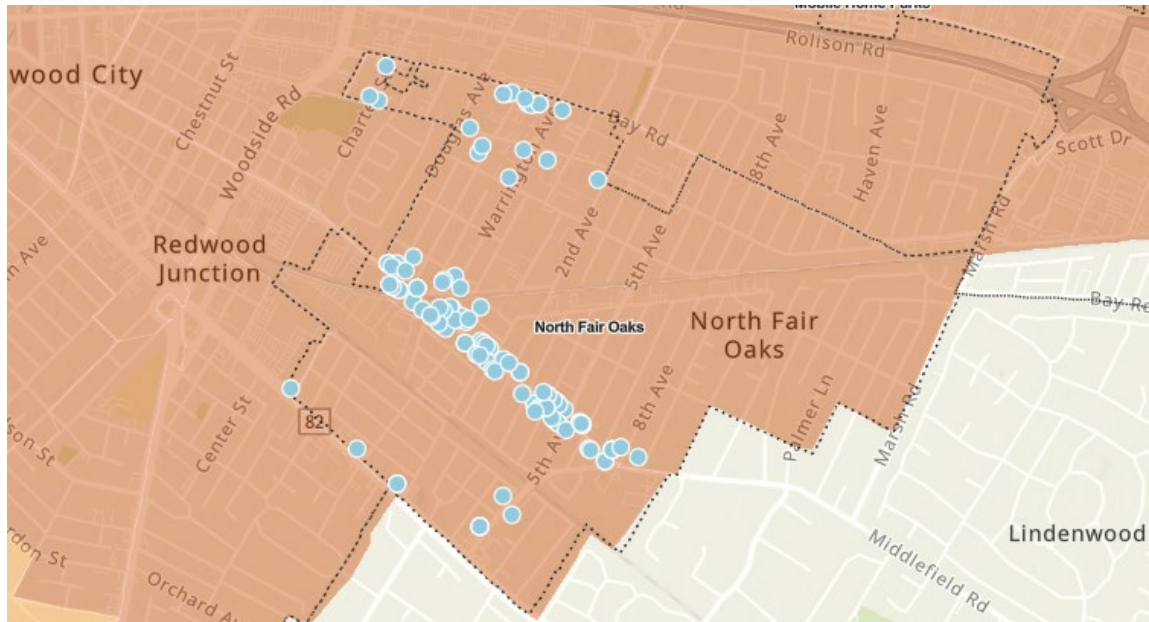 Mobile Home Parks
Rd
Rolison Rd
wood City
Chestnut St
Woodside Rd
Charter St
Douglas Ave
Warrington Ave
Bay Rd
8th Ave
Haven Ave
Scott Dr
Redwood
Junction
2nd Ave
5th Ave
Marsh Rd
Bay Rd
Ave
North Fair Oaks
North Fair
Oaks
82
Center St
son St
5th Ave
8th Ave
Palmer Ln
Marsh Rd
Lindenwood
Middlefield Rd
rdon St
Orchard Av